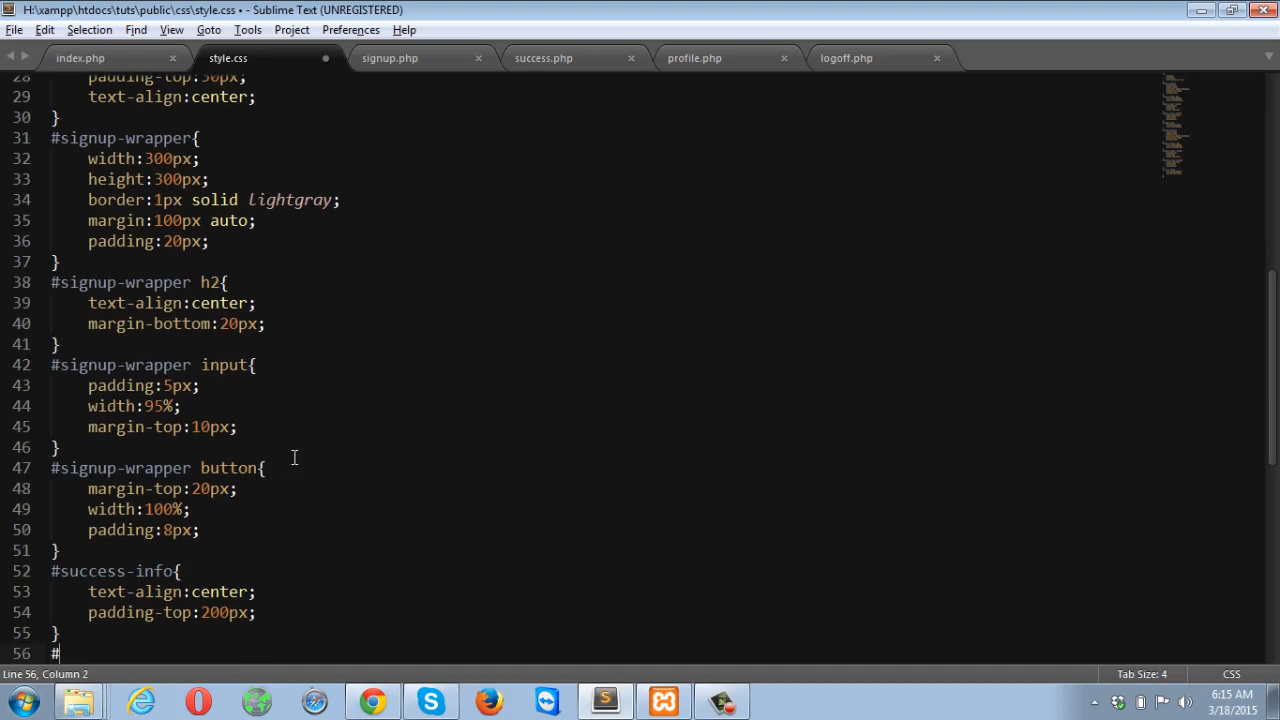 H:\xampp\htdocs\tuts\public\css\style.css • - Sublime Text (UNREGISTERED)
File Edit Selection Find View Goto Tools Project Preferences Help
index.php × style.css signup.php × success.php × profile.php × logoff.php ×
28 padding-top:30px;
29 text-align:center;
30 }
31 #signup-wrapper{
32 width:300px;
33 height:300px;
34 border:1px solid lightgray;
35 margin:100px auto;
36 padding:20px;
37 }
38 #signup-wrapper h2{
39 text-align:center;
40 margin-bottom:20px;
41 }
42 #signup-wrapper input{
43 padding:5px;
44 width:95%;
45 margin-top:10px;
46 }
47 #signup-wrapper button{
48 margin-top:20px;
49 width:100%;
50 padding:8px;
51 }
52 #success-info{
53 text-align:center;
54 padding-top:200px;
55 }
56 #
Line 56, Column 2 Tab Size: 4 CSS
6:15 AM
3/18/2015